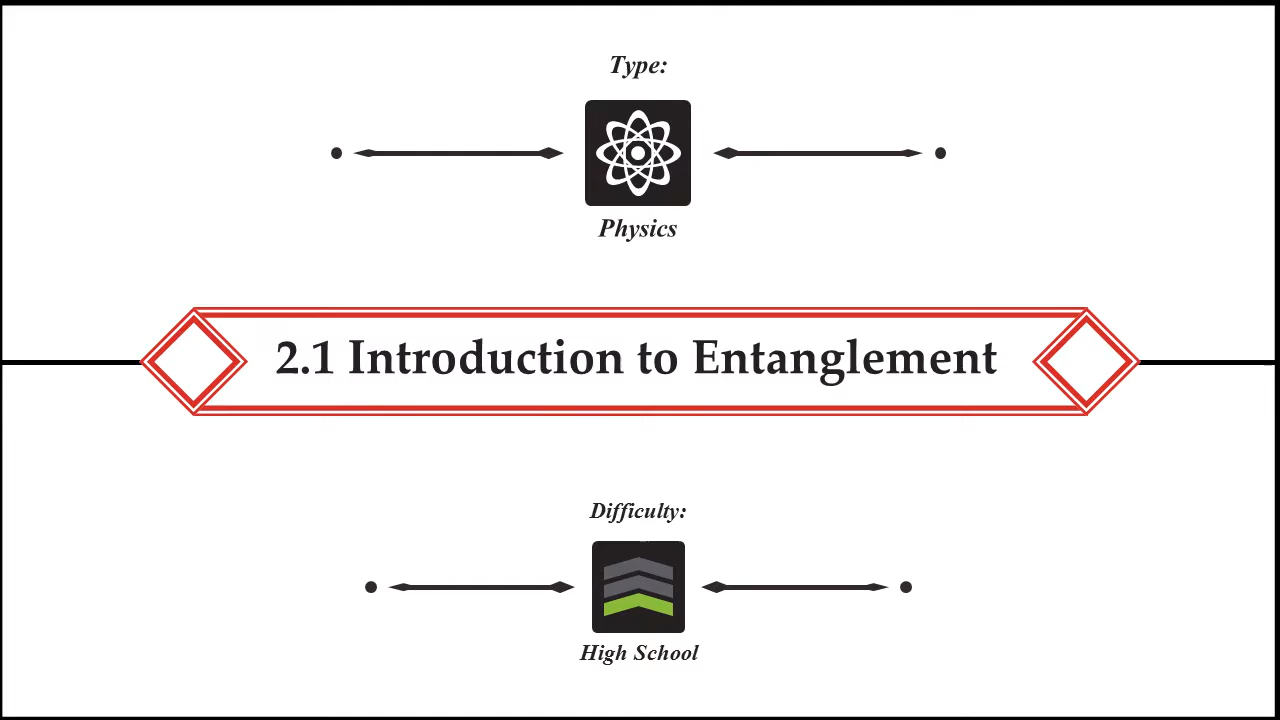 Type:
Physics
2.1 Introduction to Entanglement
Difficulty:
High School